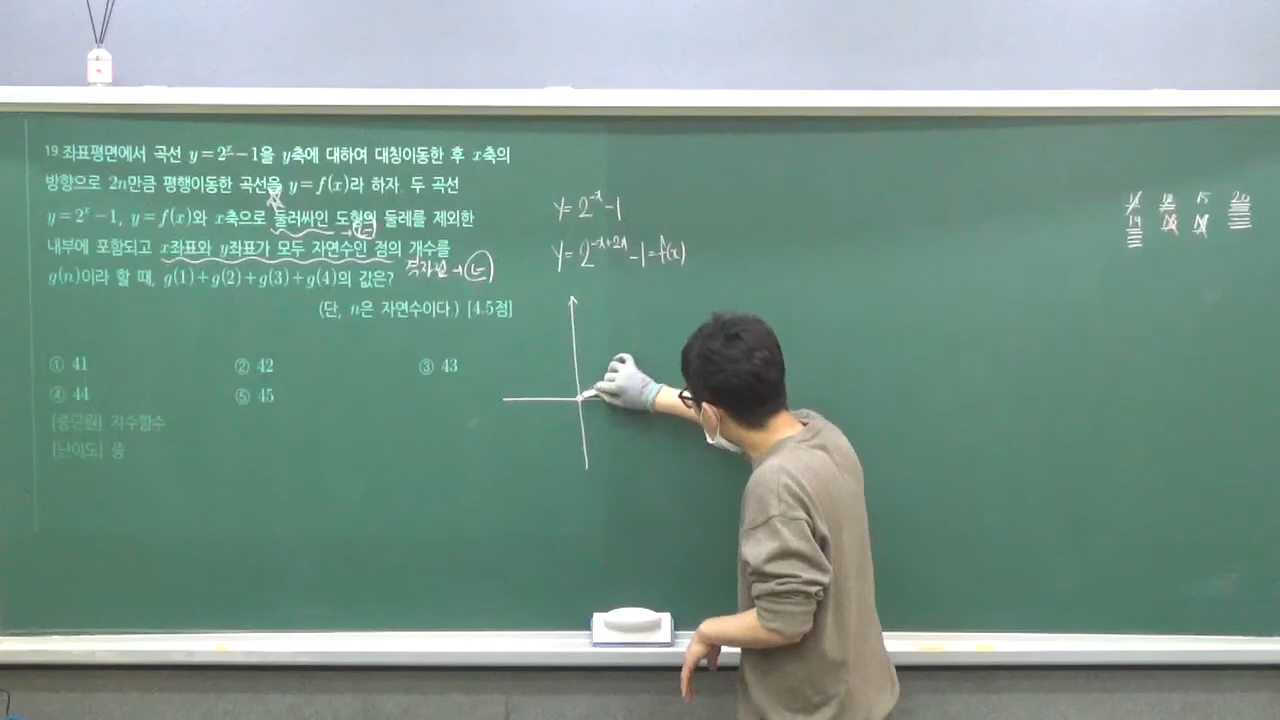 19 좌표평면에서 곡선 y=2^x-1을 y축에 대하여 대칭이동한 후 x축의
방향으로 2n만큼 평행이동한 곡선을 y=f(x)라 하자. 두 곡선
y=2^x-1, y=f(x)와 x축으로 둘러싸인 도형의 둘레를 제외한
내부에 포함되고 x좌표와 y좌표가 모두 자연수인 점의 개수를
g(n)이라 할 때, g(1)+g(2)+g(3)+g(4)의 값은?
격자점 →
(단, n은 자연수이다.) [4.5점]
① 41
② 42
③ 43
④ 44
⑤ 45
[중단원] 지수함수
[난이도]
y=2^-x-1
y=2^-x+2n-1=f(x)
15
20
19